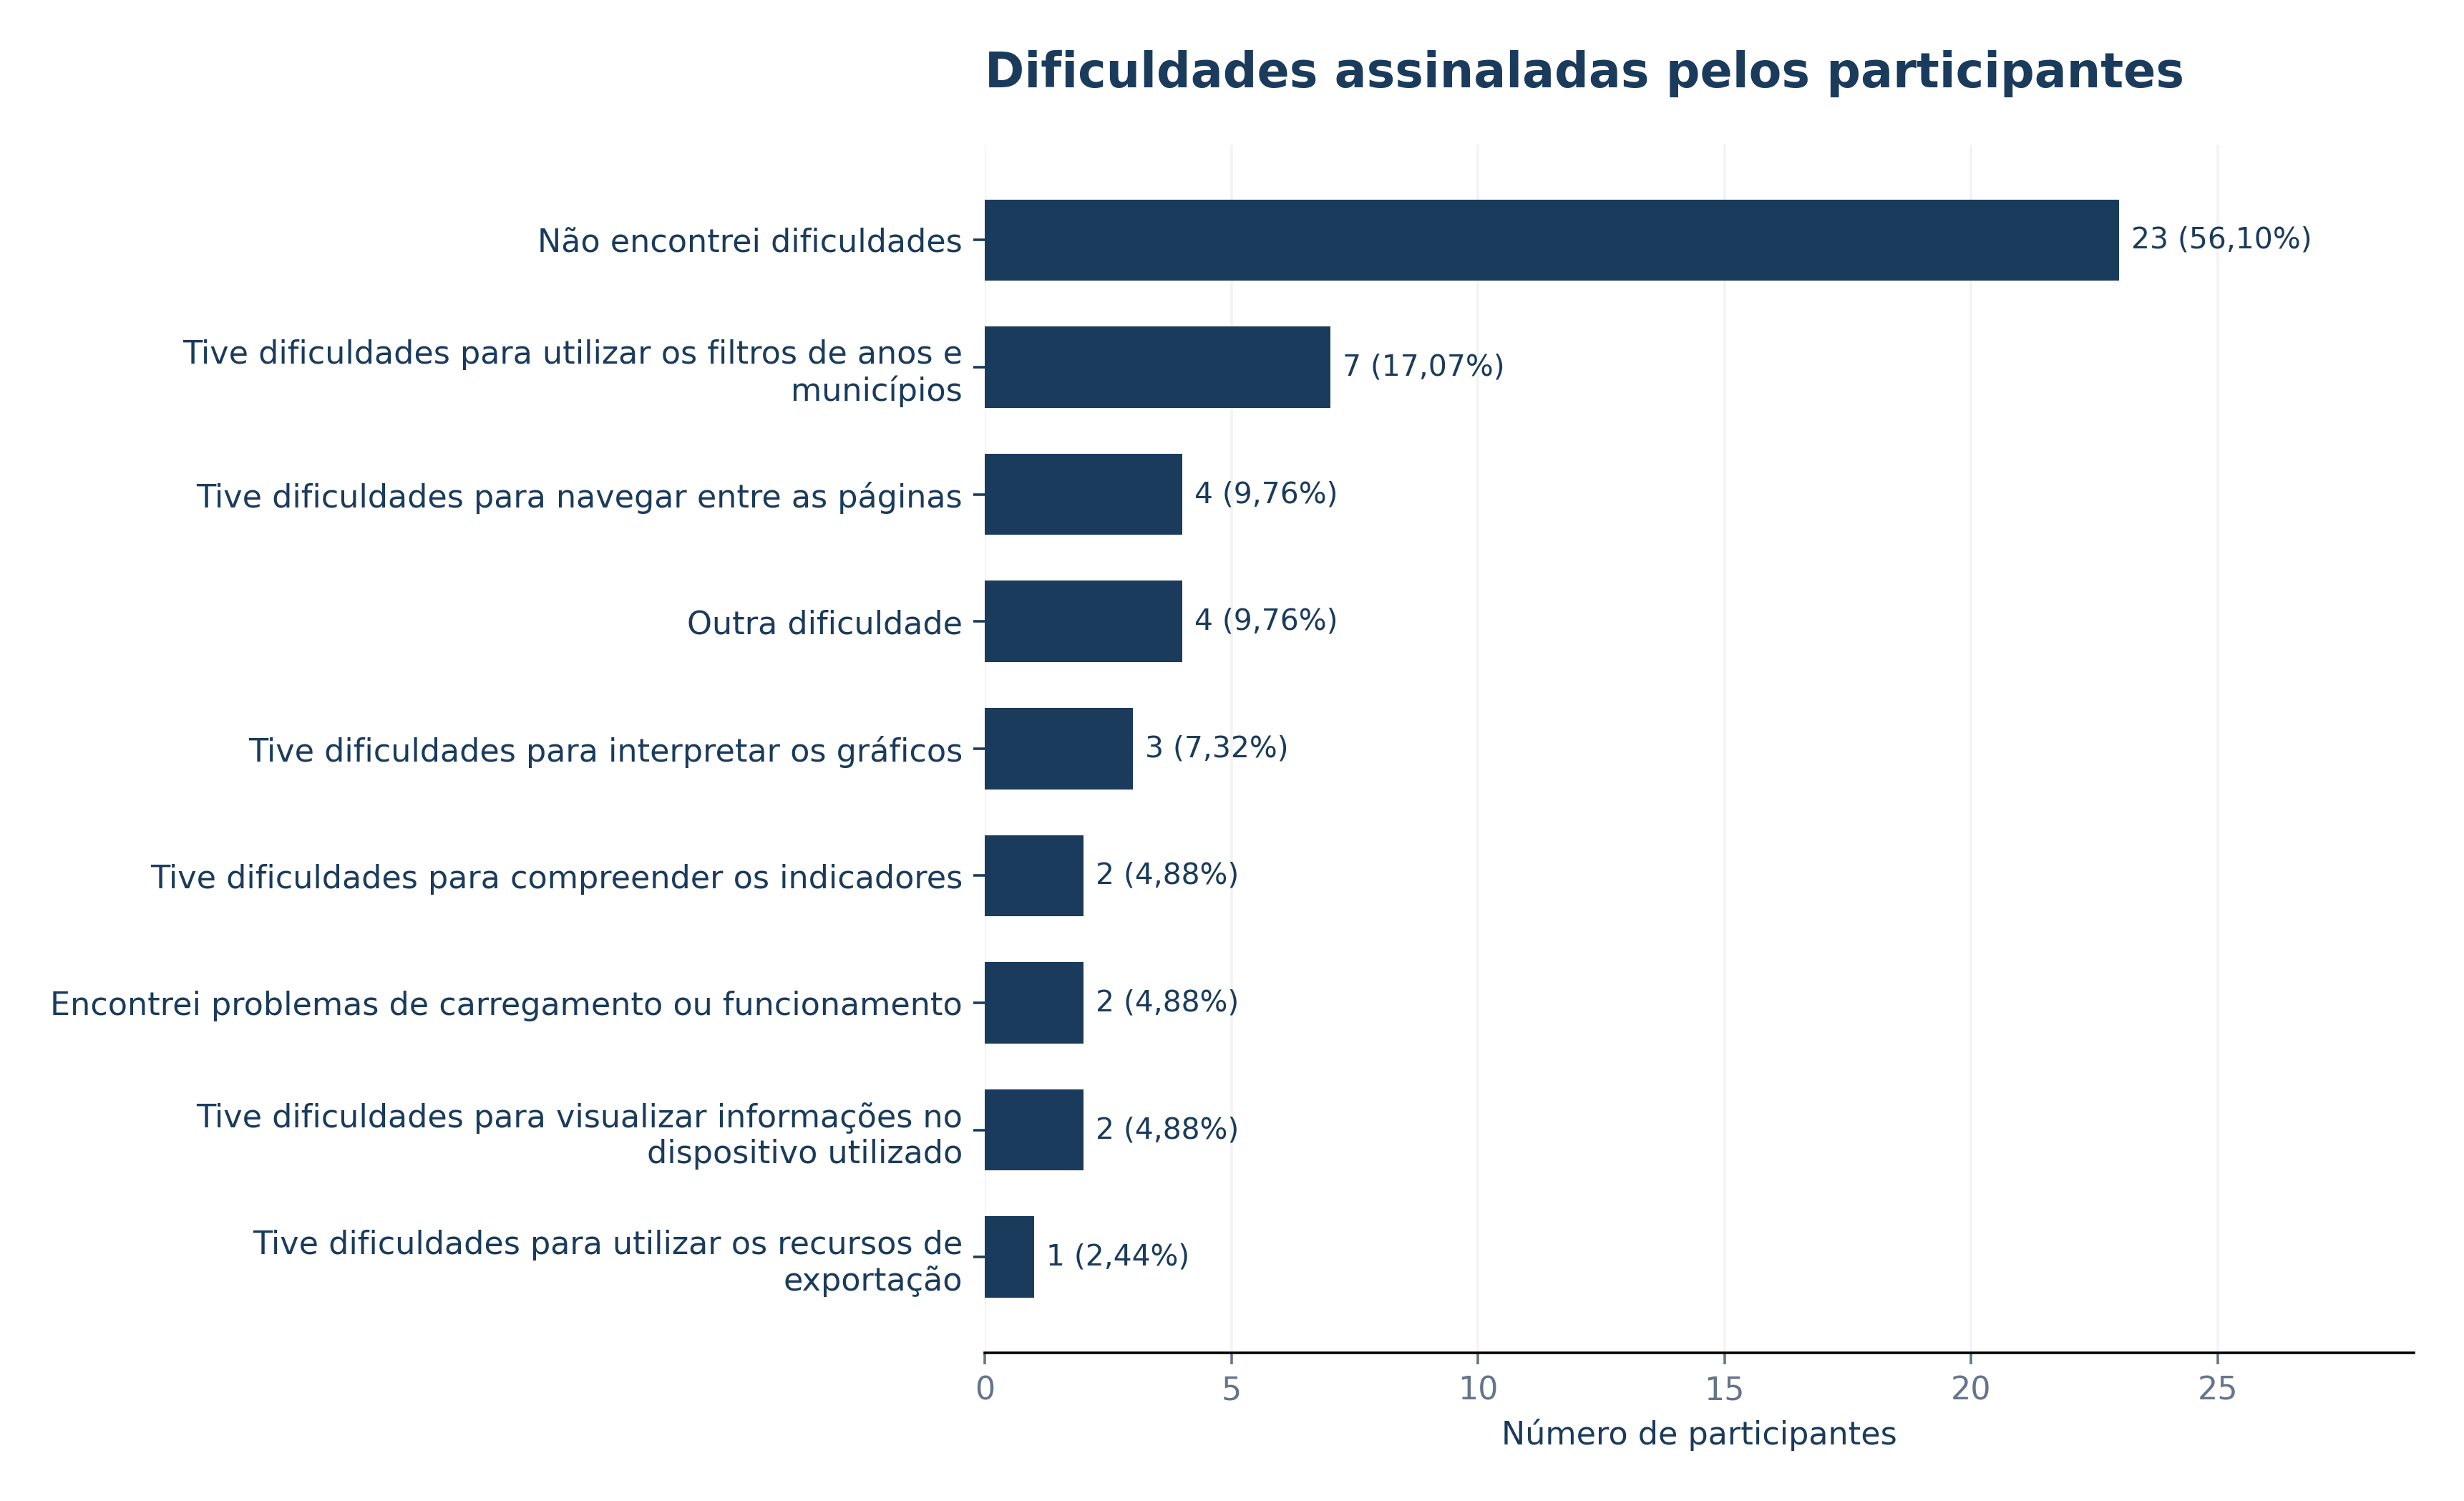 Dificuldades assinaladas pelos participantes
Não encontrei dificuldades
23 (56,10%)
Tive dificuldades para utilizar os filtros de anos e
municípios
7 (17,07%)
Tive dificuldades para navegar entre as páginas
4 (9,76%)
Outra dificuldade
4 (9,76%)
Tive dificuldades para interpretar os gráficos
3 (7,32%)
Tive dificuldades para compreender os indicadores
2 (4,88%)
Encontrei problemas de carregamento ou funcionamento
2 (4,88%)
Tive dificuldades para visualizar informações no
dispositivo utilizado
2 (4,88%)
Tive dificuldades para utilizar os recursos de
exportação
1 (2,44%)
0 5 10 15 20 25
Número de participantes